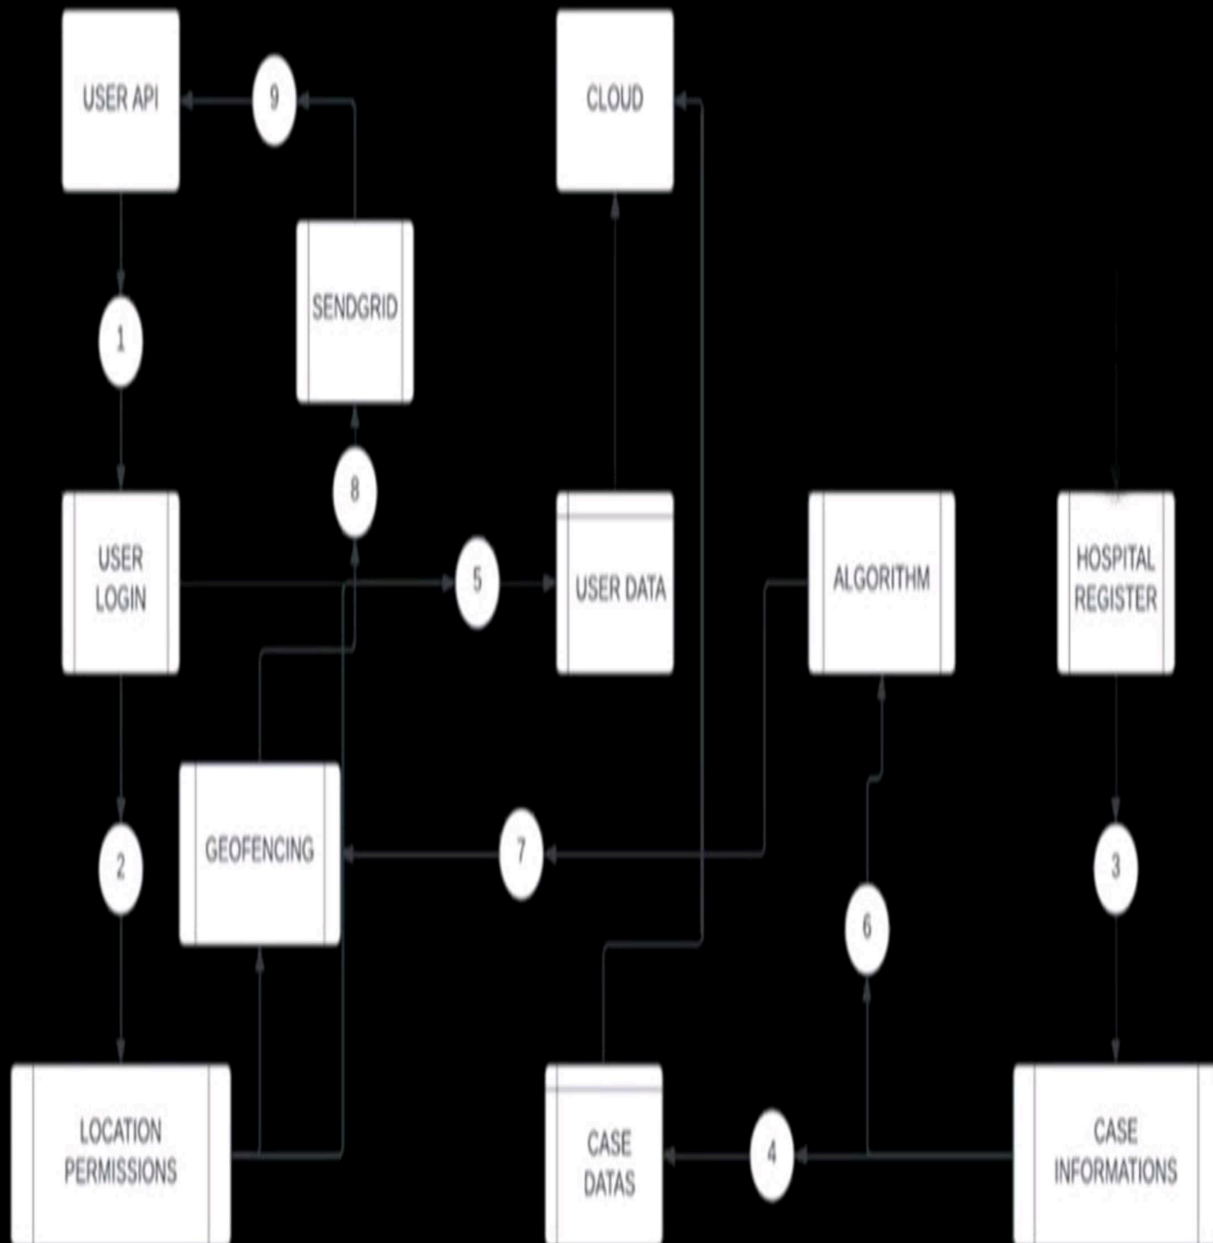 USER API
9
CLOUD
SENDGRID
1
8
USER
LOGIN
5
USER DATA
ALGORITHM
HOSPITAL
REGISTER
GEOFENCING
7
2
3
6
LOCATION
PERMISSIONS
CASE
DATAS
4
CASE
INFORMATIONS